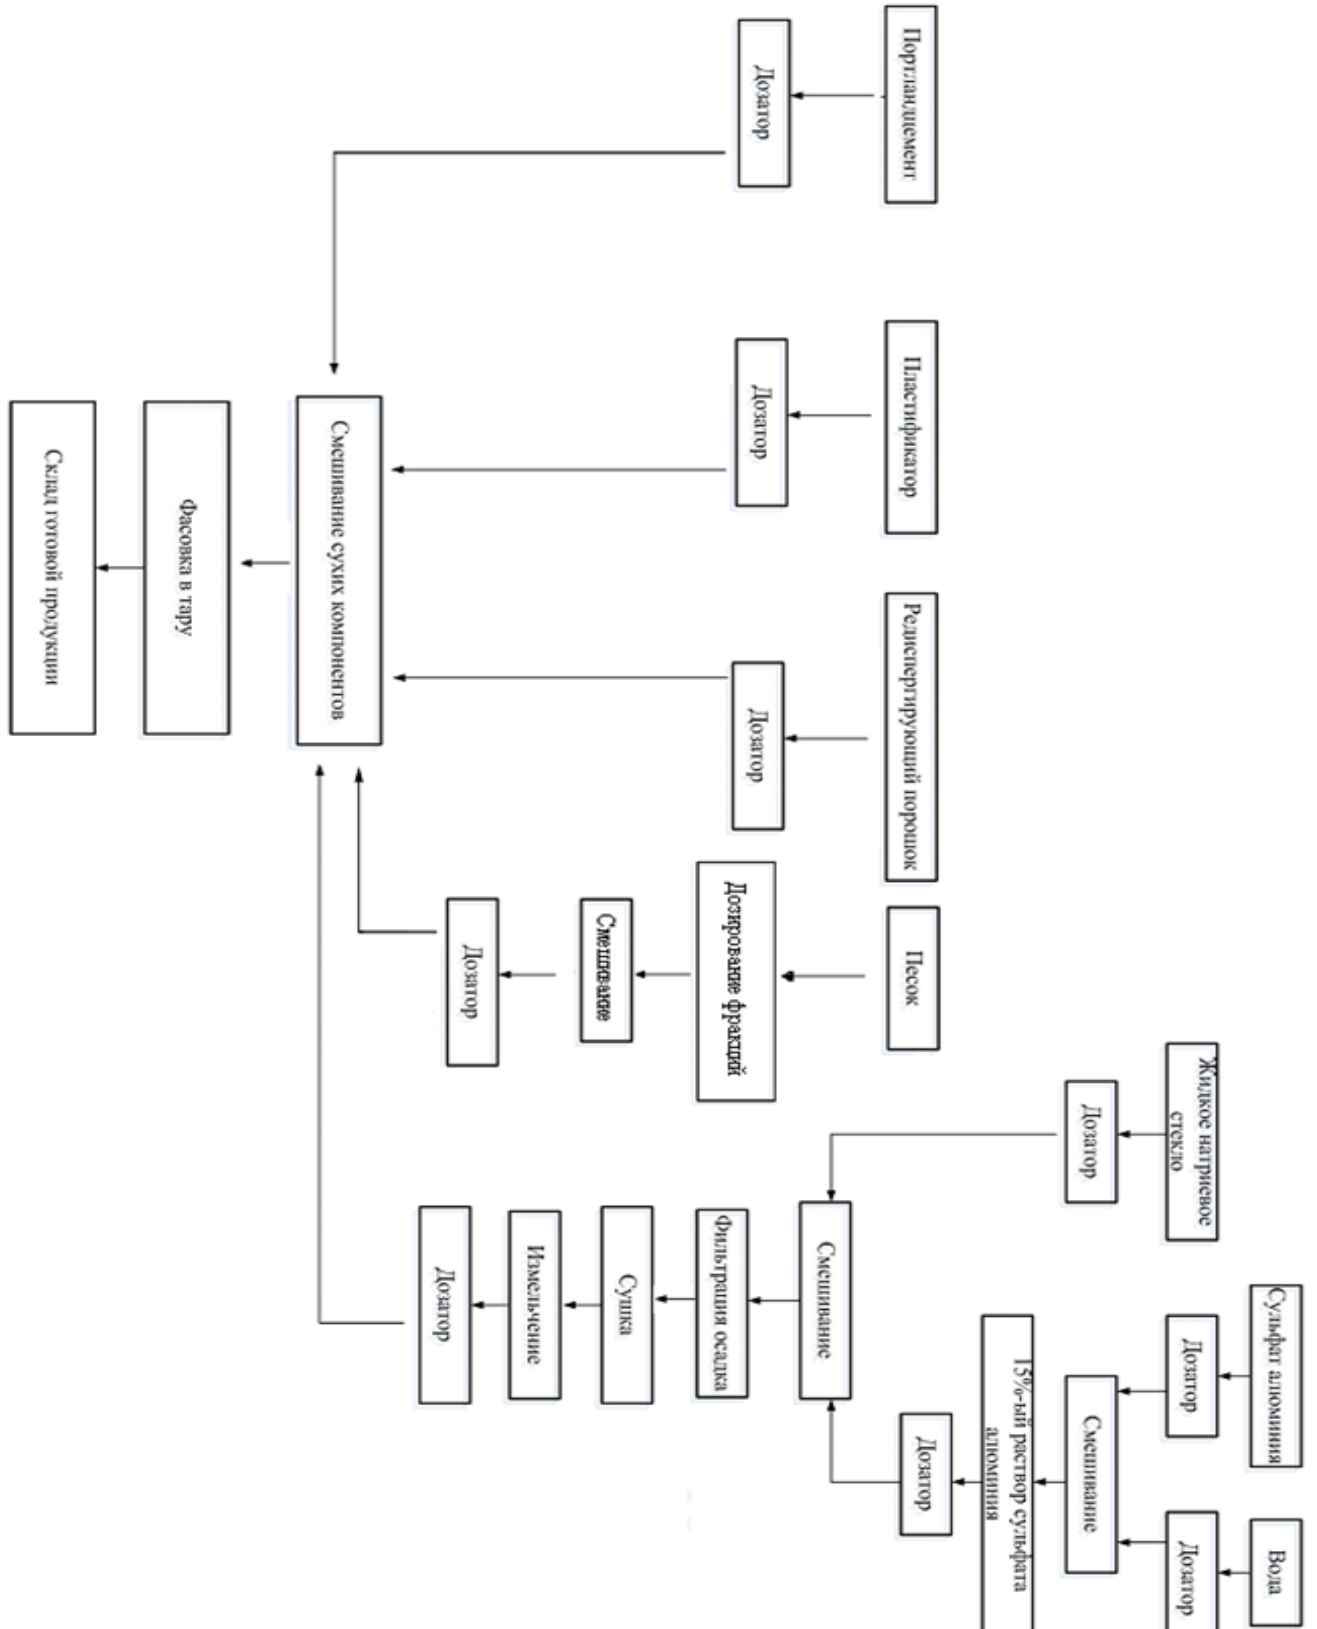 Портландцемент
Пластификатор
Редиспергирующий порошок
Песок
Жидкое натриевое
стекло
Сульфат алюминия
Вода
Дозатор
Дозатор
Дозатор
Дозирование фракций
Смешивание
Дозатор
Дозатор
Дозатор
Дозатор
Смешивание
15%-ый раствор сульфата
алюминия
Дозатор
Смешивание
Фильтрация осадка
Сушка
Измельчение
Дозатор
Смешивание сухих компонентов
Фасовка в тару
Склад готовой продукции